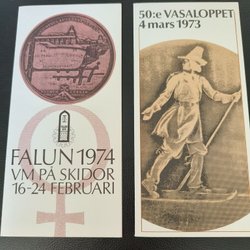 FALUN 1974
VM PÅ SKIDOR
16-24 FEBRUARI
50:e VASALOPPET
4 mars 1973